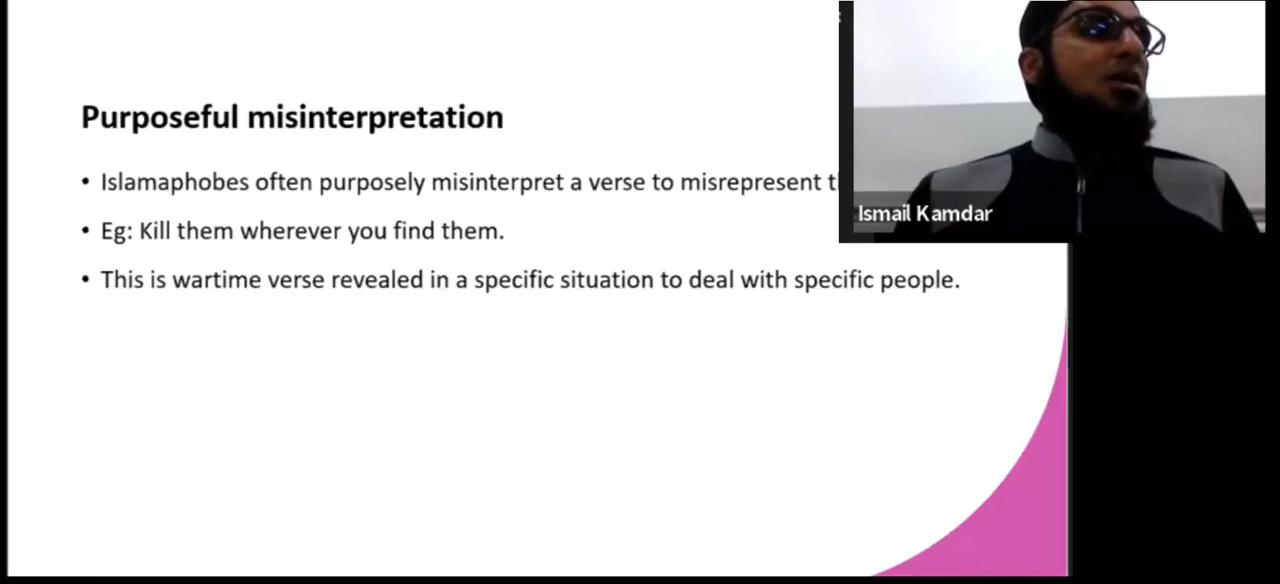 Purposeful misinterpretation
• Islamaphobes often purposely misinterpret a verse to misrepresent
• Eg: Kill them wherever you find them.
• This is wartime verse revealed in a specific situation to deal with specific people.
Ismail Kamdar